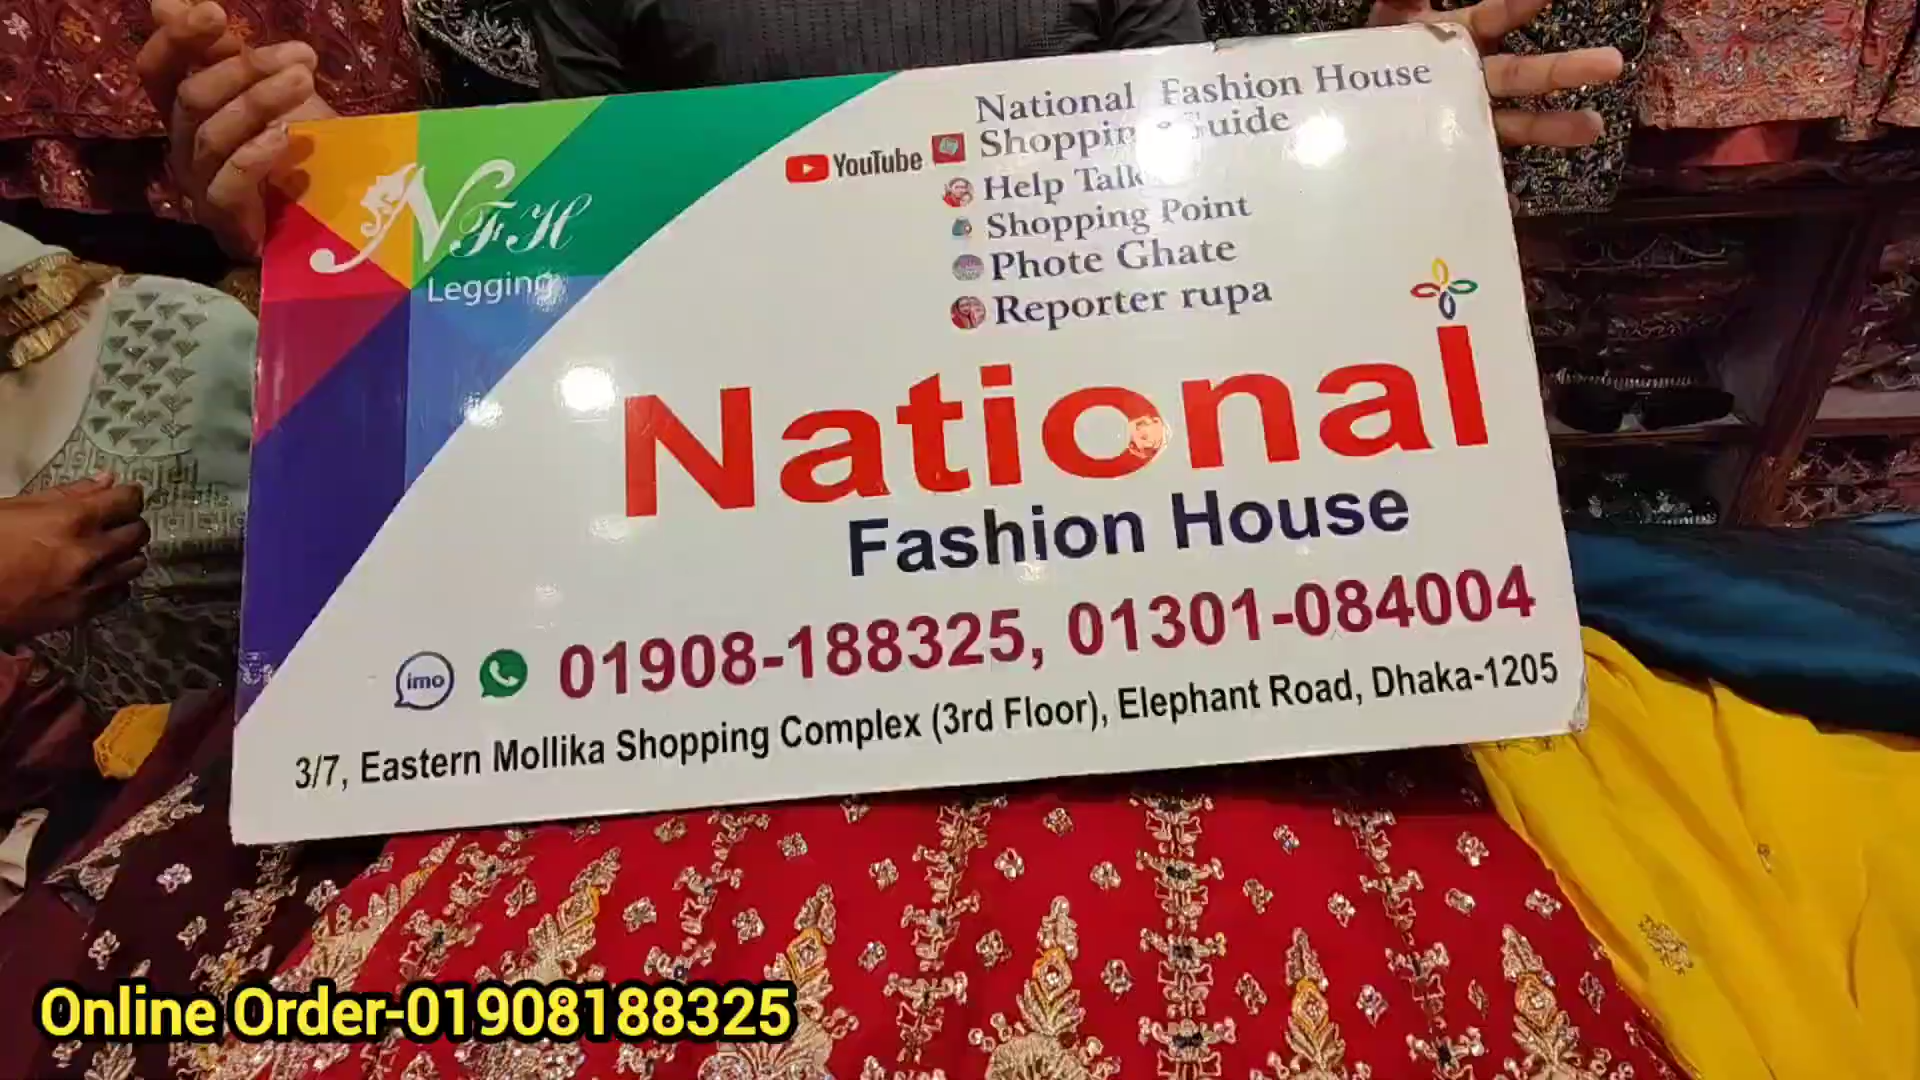 National Fashion House
YouTube Shopping Guide
Help Talk
Shopping Point
Phote Ghate
Reporter rupa
NFH
Legging
National
Fashion House
imo 01908-188325, 01301-084004
3/7, Eastern Mollika Shopping Complex (3rd Floor), Elephant Road, Dhaka-1205
Online Order-01908188325